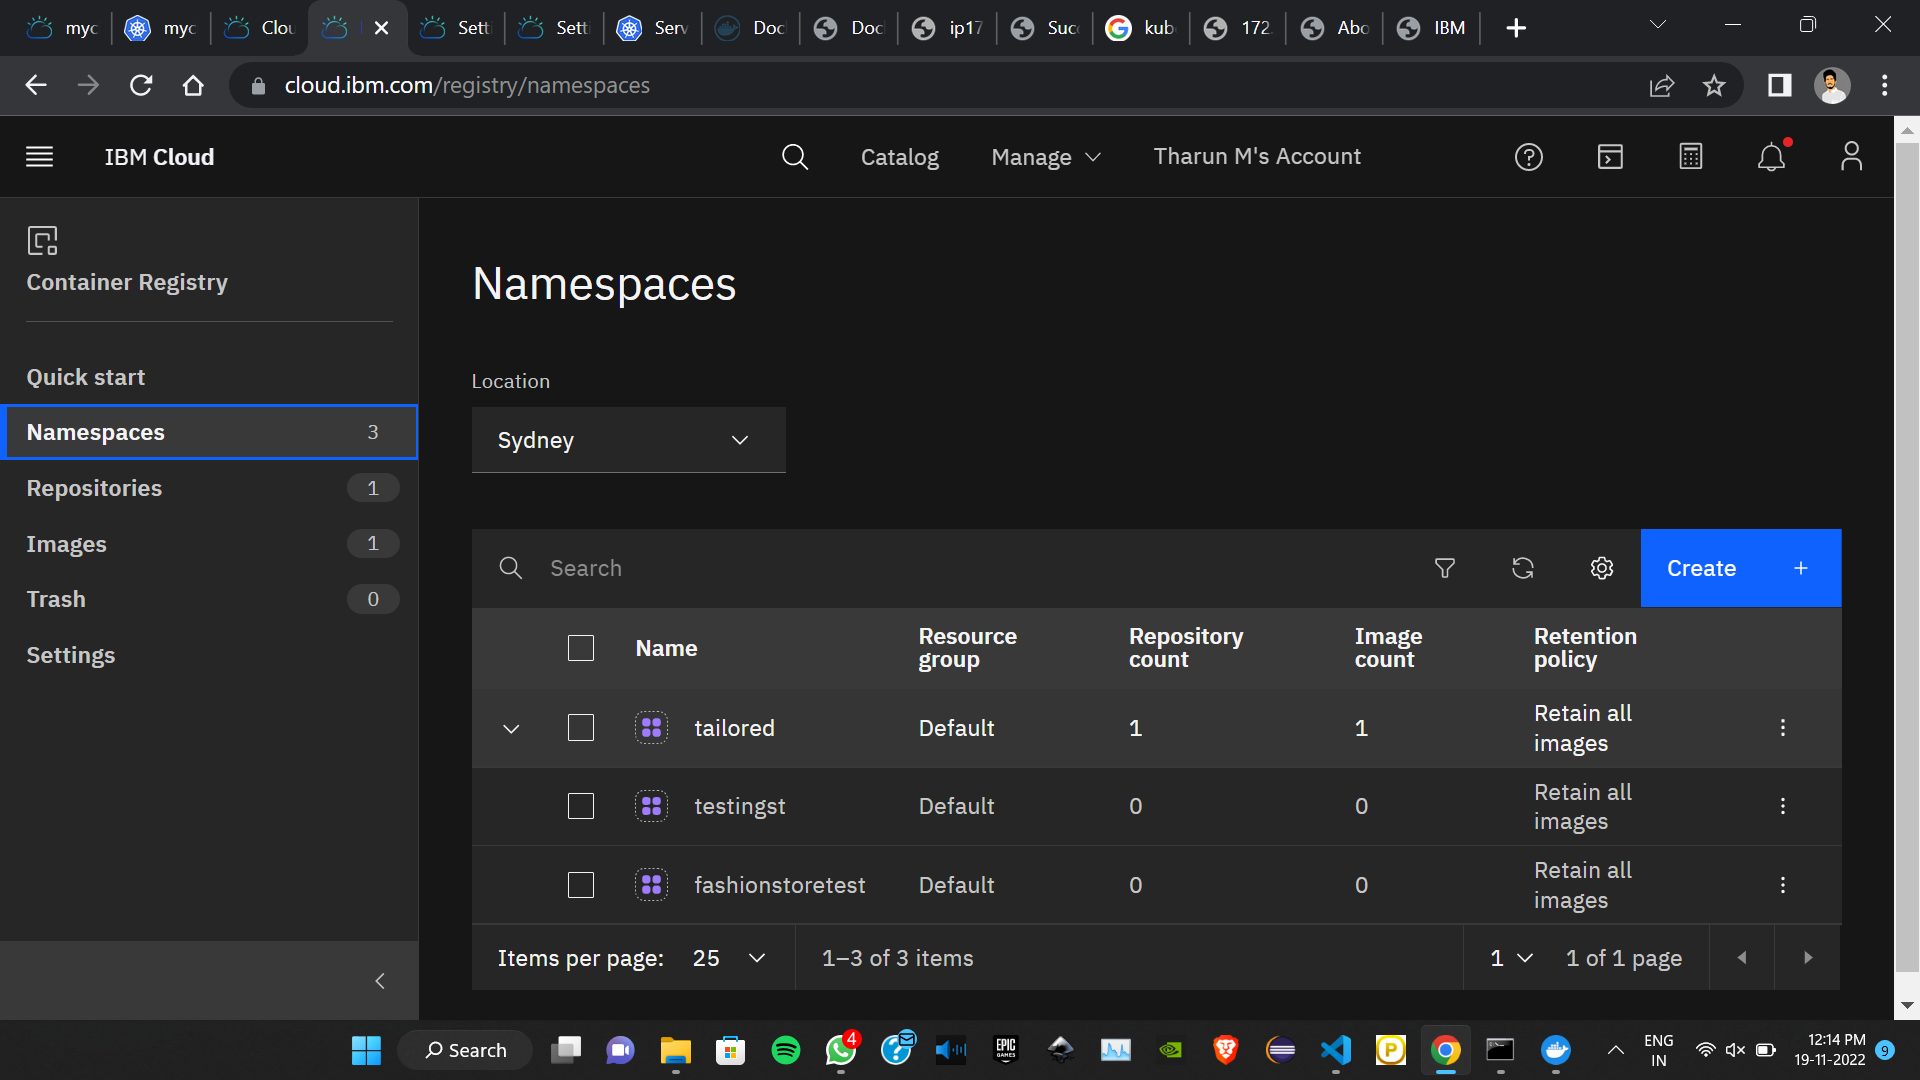 myc
myc
Clou
Setti
Setti
Serv
Doc
Doc
ip17
Suc
kub
172.
Abo
IBM
cloud.ibm.com/registry/namespaces
IBM Cloud
Catalog
Manage
Tharun M's Account
Container Registry
Quick start
Namespaces 3
Repositories 1
Images 1
Trash 0
Settings
Namespaces
Location
Sydney
Search
Create +
Name
Resource group
Repository count
Image count
Retention policy
tailored Default 1 1 Retain all images
testingst Default 0 0 Retain all images
fashionstoretest Default 0 0 Retain all images
Items per page: 25
1–3 of 3 items
1
1 of 1 page
Search
4
EPIC
GAMES
P
ENG
IN
12:14 PM
19-11-2022
9